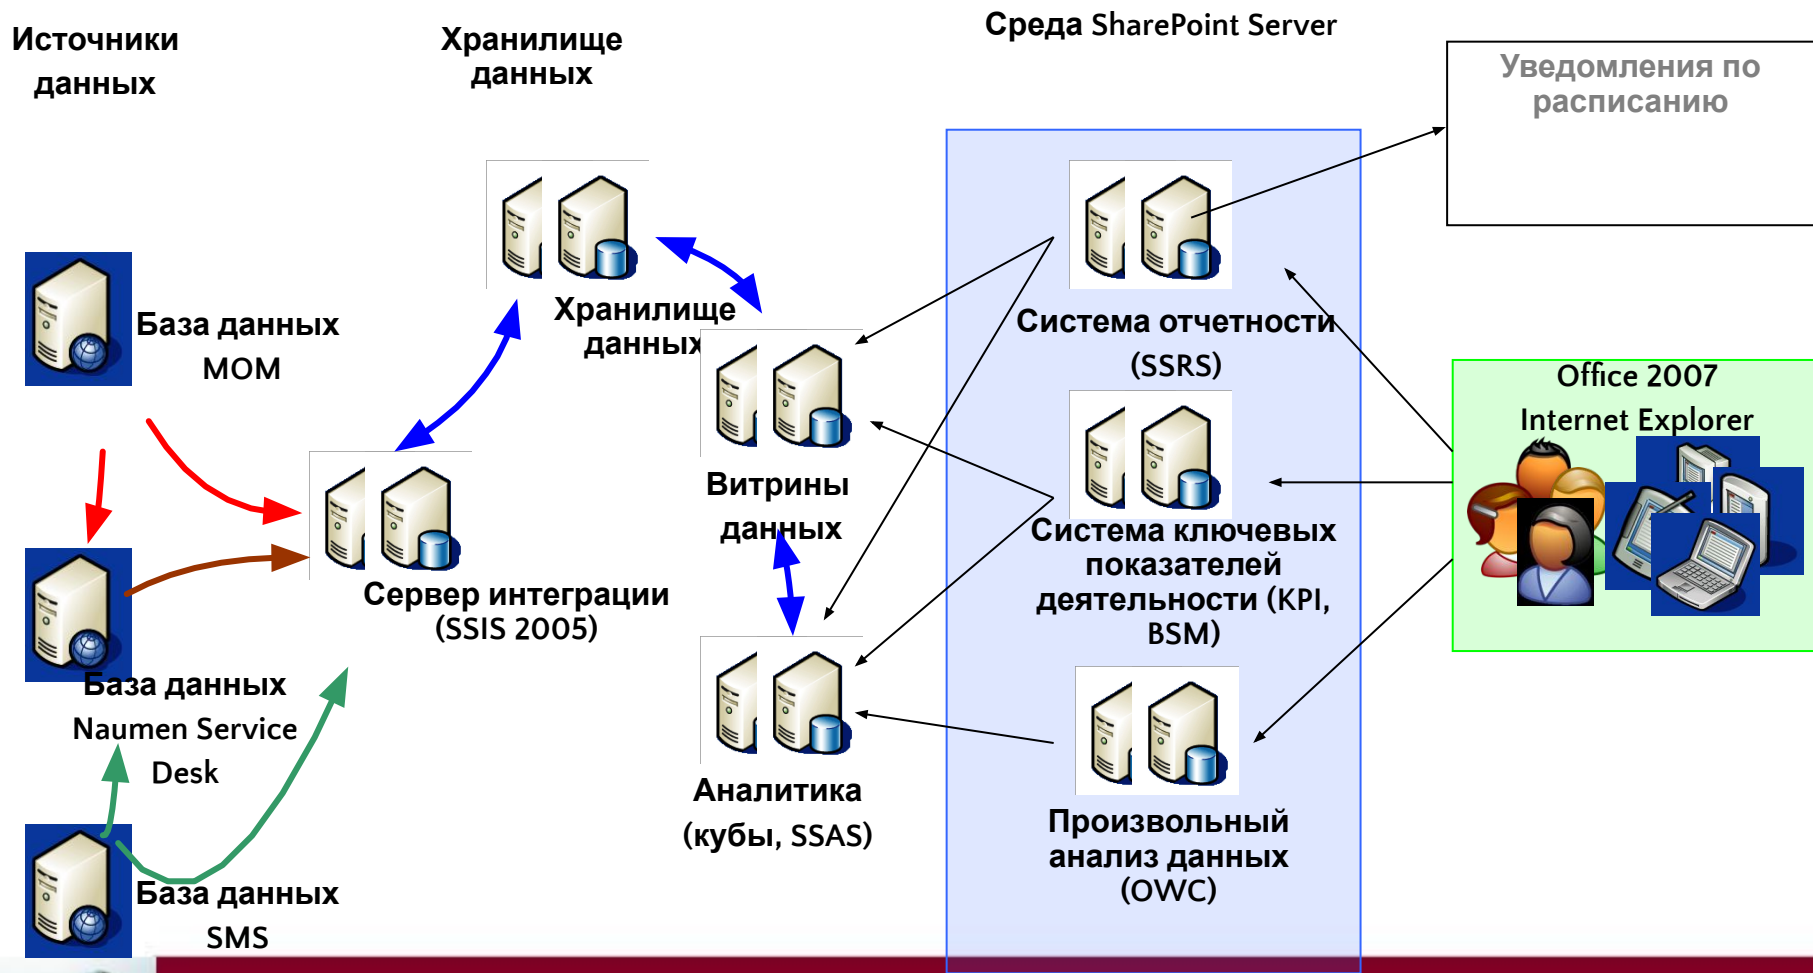 Источники
данных
Хранилище
данных
Среда SharePoint Server
Уведомления по
расписанию
База данных
MOM
Хранилище
данных
Система отчетности
(SSRS)
Office 2007
Internet Explorer
Витрины
данных
Сервер интеграции
(SSIS 2005)
Система ключевых
показателей
деятельности (KPI,
BSM)
База данных
Naumen Service
Desk
Аналитика
(кубы, SSAS)
Произвольный
анализ данных
(OWC)
База данных
SMS